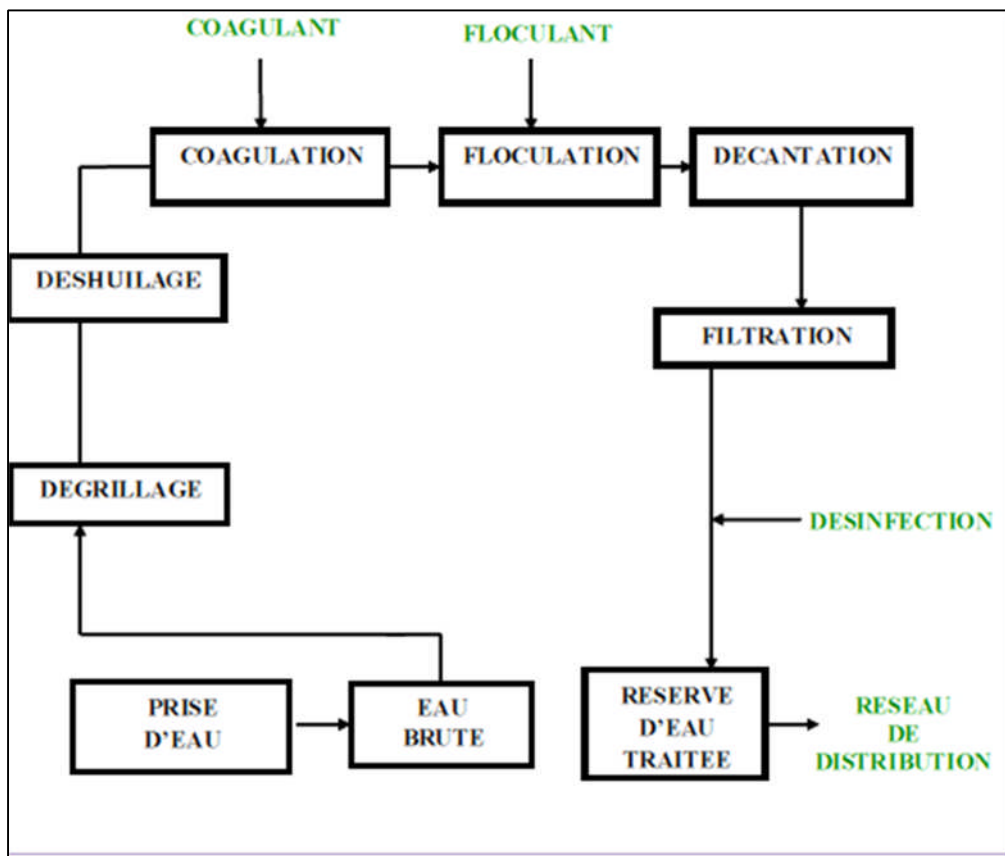 COAGULANT
FLOCULANT
COAGULATION
FLOCULATION
DECANTATION
DESHUILAGE
FILTRATION
DEGRILLAGE
DESINFECTION
PRISE
D'EAU
EAU
BRUTE
RESERVE
D'EAU
TRAITEE
RESEAU
DE
DISTRIBUTION